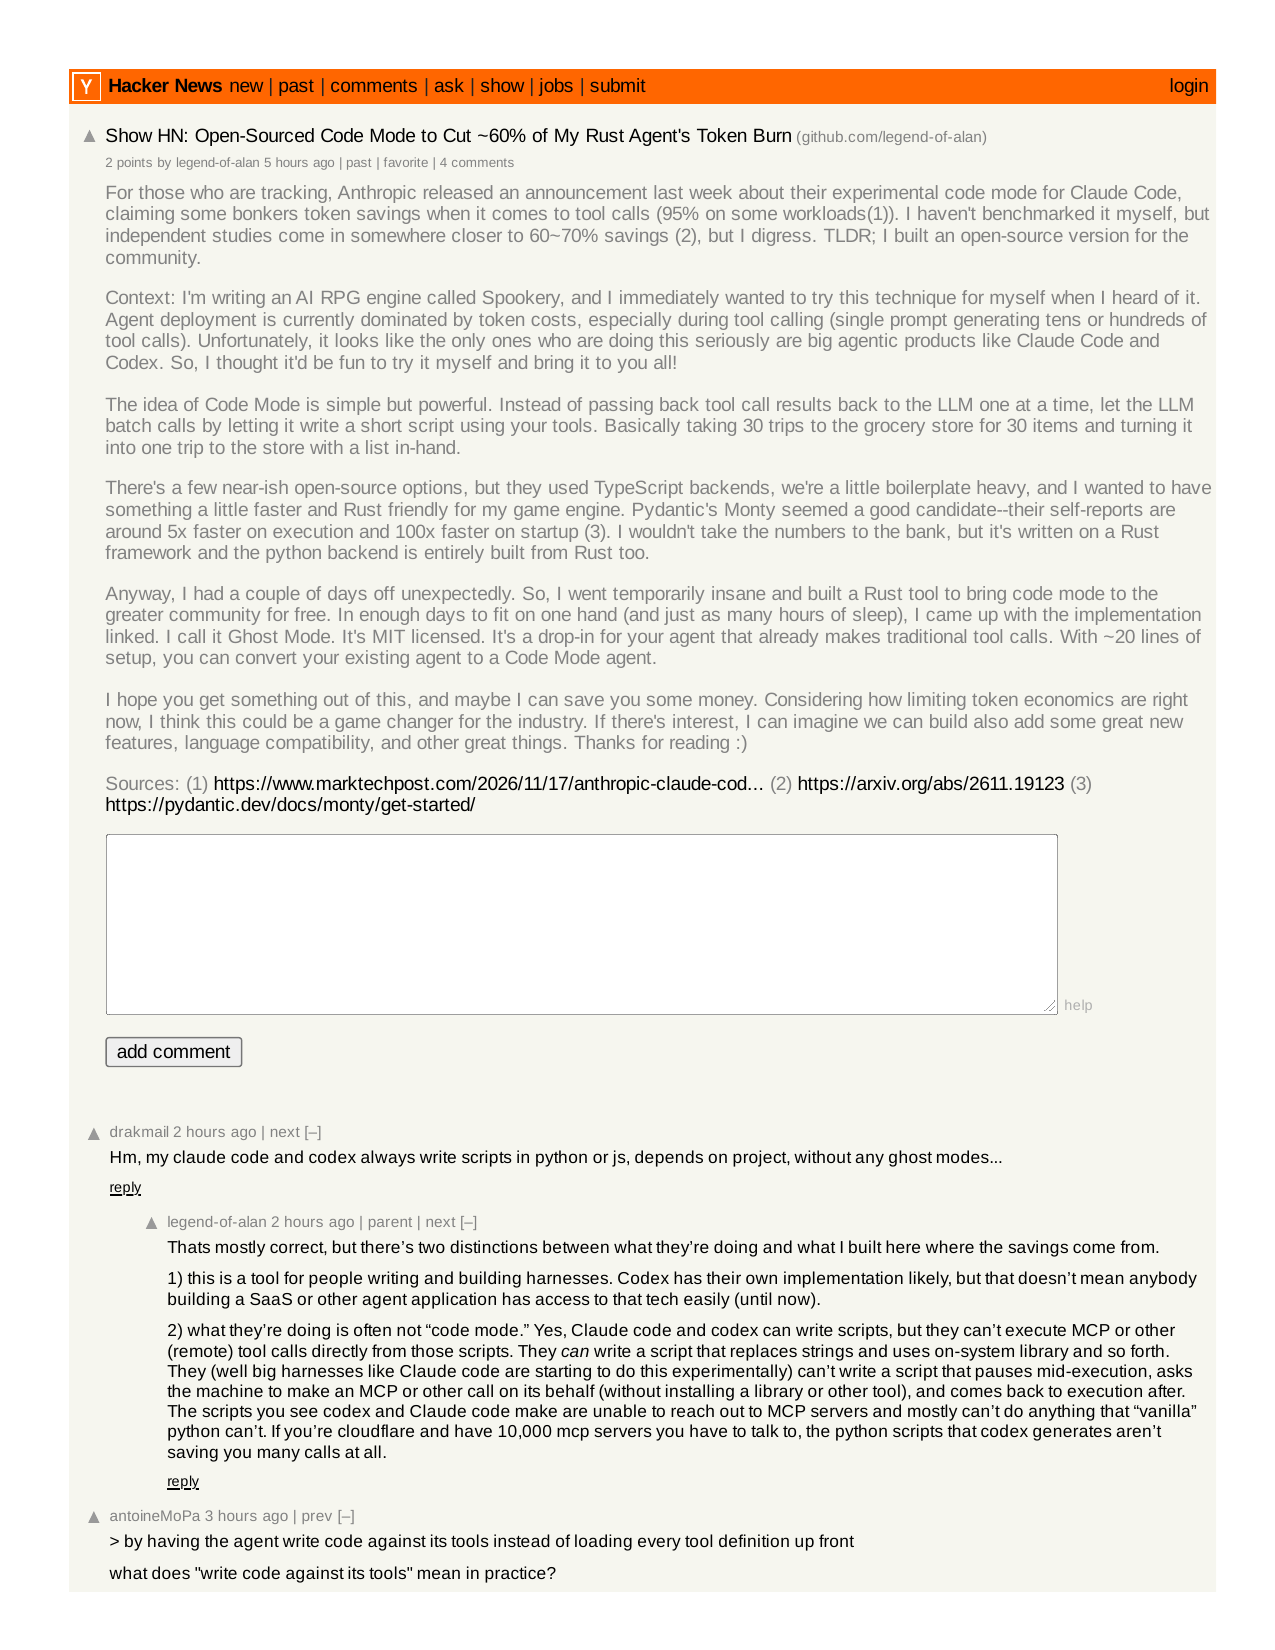 Y Hacker News new | past | comments | ask | show | jobs | submit login
▲ Show HN: Open-Sourced Code Mode to Cut ~60% of My Rust Agent's Token Burn (github.com/legend-of-alan)
2 points by legend-of-alan 5 hours ago | past | favorite | 4 comments
For those who are tracking, Anthropic released an announcement last week about their experimental code mode for Claude Code,
claiming some bonkers token savings when it comes to tool calls (95% on some workloads(1)). I haven't benchmarked it myself, but
independent studies come in somewhere closer to 60~70% savings (2), but I digress. TLDR; I built an open-source version for the
community.
Context: I'm writing an AI RPG engine called Spookery, and I immediately wanted to try this technique for myself when I heard of it.
Agent deployment is currently dominated by token costs, especially during tool calling (single prompt generating tens or hundreds of
tool calls). Unfortunately, it looks like the only ones who are doing this seriously are big agentic products like Claude Code and
Codex. So, I thought it'd be fun to try it myself and bring it to you all!
The idea of Code Mode is simple but powerful. Instead of passing back tool call results back to the LLM one at a time, let the LLM
batch calls by letting it write a short script using your tools. Basically taking 30 trips to the grocery store for 30 items and turning it
into one trip to the store with a list in-hand.
There's a few near-ish open-source options, but they used TypeScript backends, we're a little boilerplate heavy, and I wanted to have
something a little faster and Rust friendly for my game engine. Pydantic's Monty seemed a good candidate--their self-reports are
around 5x faster on execution and 100x faster on startup (3). I wouldn't take the numbers to the bank, but it's written on a Rust
framework and the python backend is entirely built from Rust too.
Anyway, I had a couple of days off unexpectedly. So, I went temporarily insane and built a Rust tool to bring code mode to the
greater community for free. In enough days to fit on one hand (and just as many hours of sleep), I came up with the implementation
linked. I call it Ghost Mode. It's MIT licensed. It's a drop-in for your agent that already makes traditional tool calls. With ~20 lines of
setup, you can convert your existing agent to a Code Mode agent.
I hope you get something out of this, and maybe I can save you some money. Considering how limiting token economics are right
now, I think this could be a game changer for the industry. If there's interest, I can imagine we can build also add some great new
features, language compatibility, and other great things. Thanks for reading :)
Sources: (1) https://www.marktechpost.com/2026/11/17/anthropic-claude-cod... (2) https://arxiv.org/abs/2611.19123 (3)
https://pydantic.dev/docs/monty/get-started/
help
add comment
▲ drakmail 2 hours ago | next [–]
Hm, my claude code and codex always write scripts in python or js, depends on project, without any ghost modes...
reply
▲ legend-of-alan 2 hours ago | parent | next [–]
Thats mostly correct, but there’s two distinctions between what they’re doing and what I built here where the savings come from.
1) this is a tool for people writing and building harnesses. Codex has their own implementation likely, but that doesn’t mean anybody
building a SaaS or other agent application has access to that tech easily (until now).
2) what they’re doing is often not “code mode.” Yes, Claude code and codex can write scripts, but they can’t execute MCP or other
(remote) tool calls directly from those scripts. They can write a script that replaces strings and uses on-system library and so forth.
They (well big harnesses like Claude code are starting to do this experimentally) can’t write a script that pauses mid-execution, asks
the machine to make an MCP or other call on its behalf (without installing a library or other tool), and comes back to execution after.
The scripts you see codex and Claude code make are unable to reach out to MCP servers and mostly can’t do anything that “vanilla”
python can’t. If you’re cloudflare and have 10,000 mcp servers you have to talk to, the python scripts that codex generates aren’t
saving you many calls at all.
reply
▲ antoineMoPa 3 hours ago | prev [–]
> by having the agent write code against its tools instead of loading every tool definition up front
what does "write code against its tools" mean in practice?